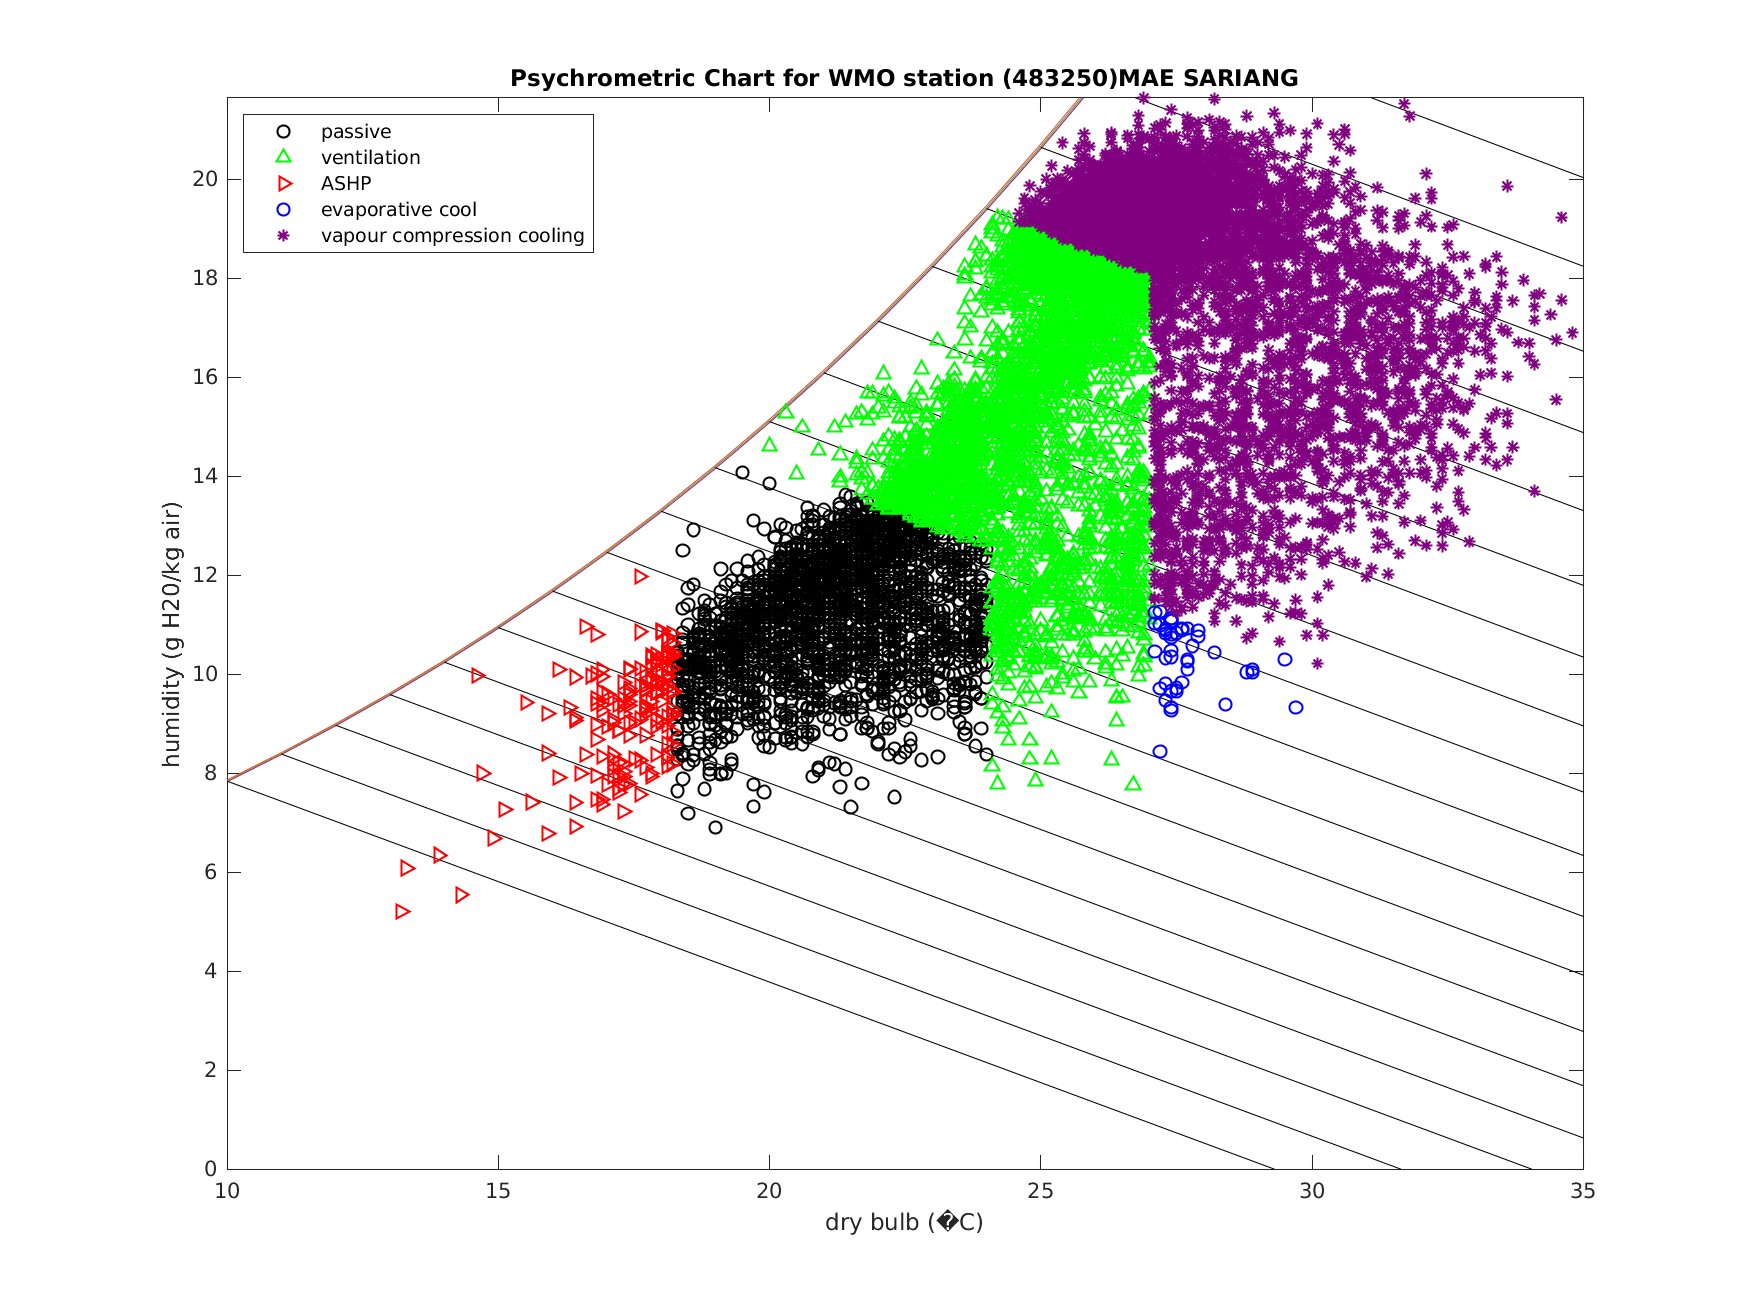 Psychrometric Chart for WMO station (483250)MAE SARIANG
passive
ventilation
ASHP
evaporative cool
vapour compression cooling
humidity (g H20/kg air)
20
18
16
14
12
10
8
6
4
2
0
10 15 20 25 30 35
dry bulb (�C)